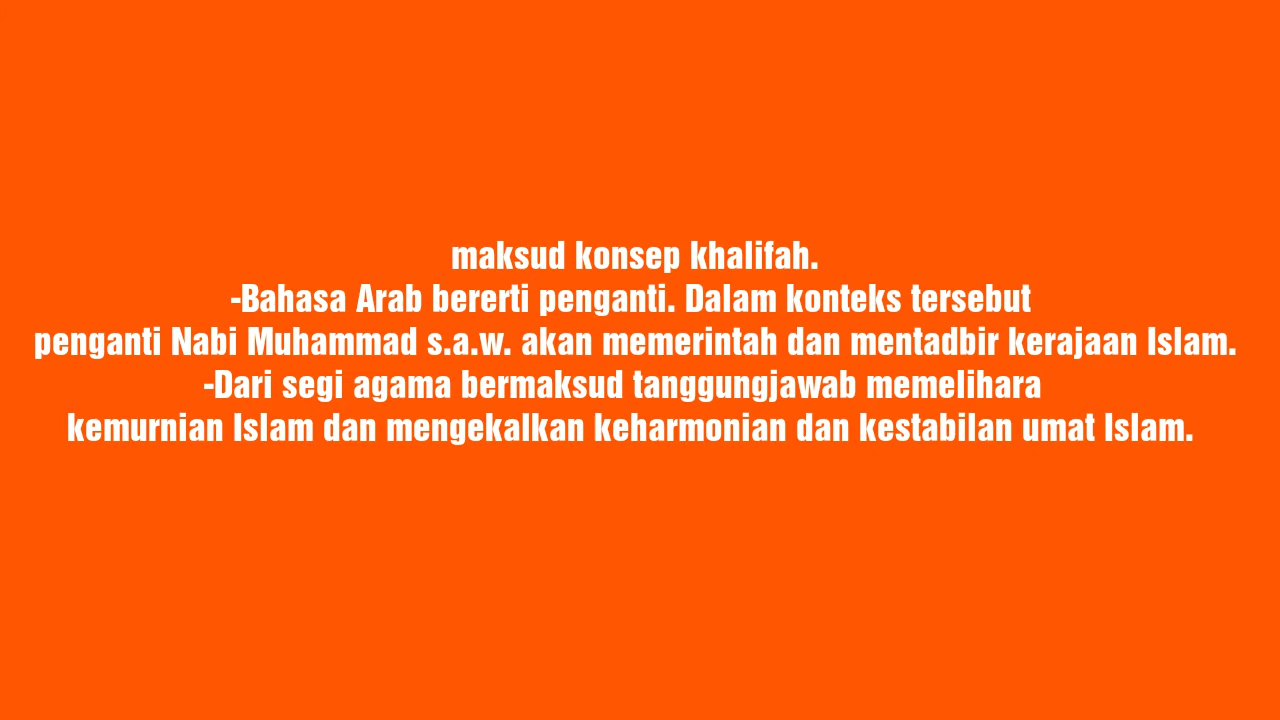 maksud konsep khalifah.
-Bahasa Arab bererti penganti. Dalam konteks tersebut
penganti Nabi Muhammad s.a.w. akan memerintah dan mentadbir kerajaan Islam.
-Dari segi agama bermaksud tanggungjawab memelihara
kemurnian Islam dan mengekalkan keharmonian dan kestabilan umat Islam.